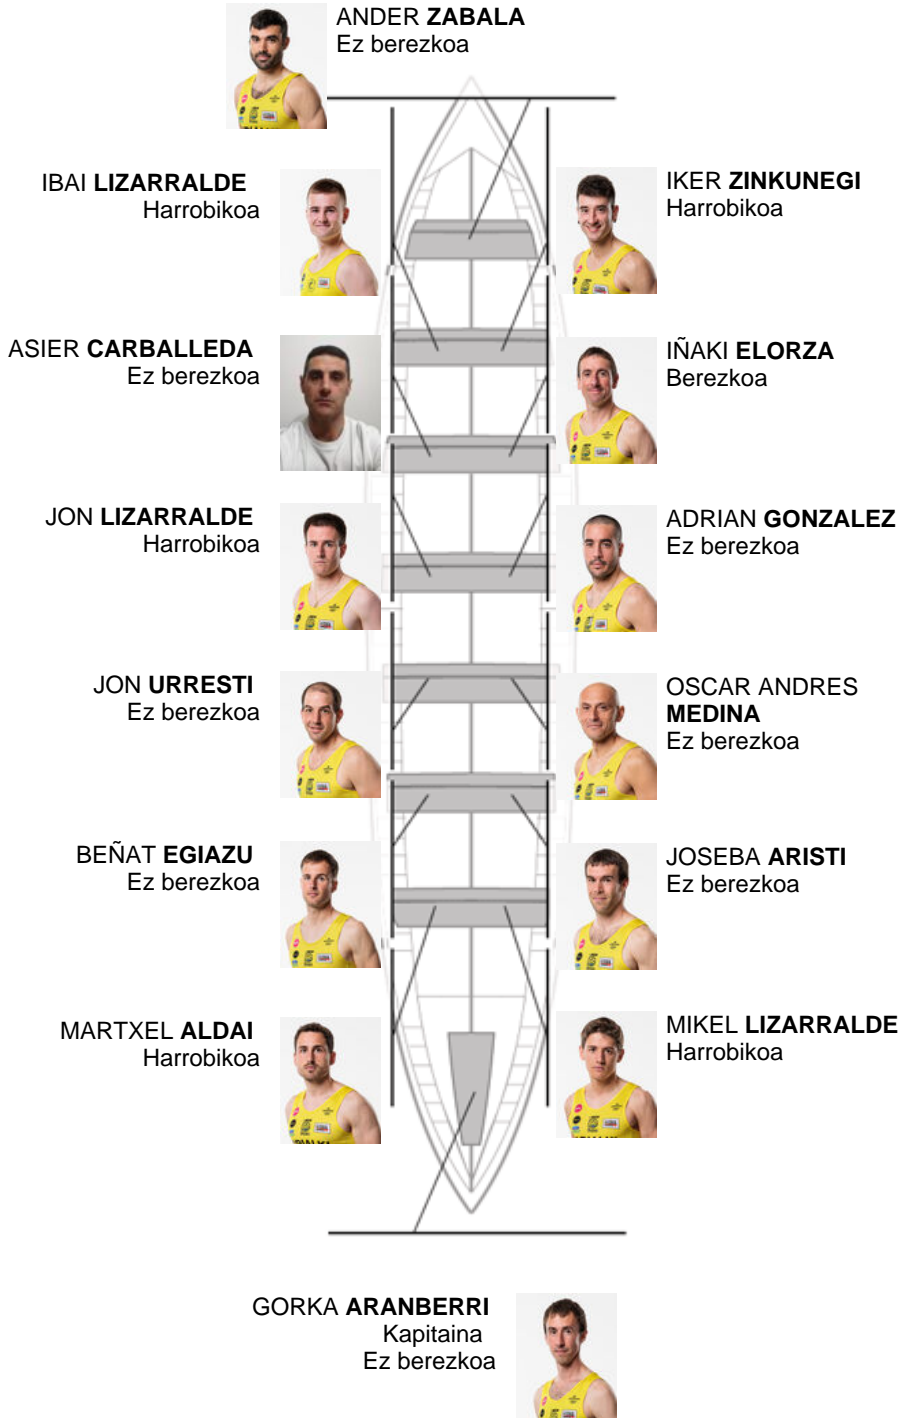 ANDER ZABALA
Ez berezkoa
IBAI LIZARRALDE
Harrobikoa
IKER ZINKUNEGI
Harrobikoa
ASIER CARBALLEDA
Ez berezkoa
IÑAKI ELORZA
Berezkoa
JON LIZARRALDE
Harrobikoa
ADRIAN GONZALEZ
Ez berezkoa
JON URRESTI
Ez berezkoa
OSCAR ANDRES
MEDINA
Ez berezkoa
BEÑAT EGIAZU
Ez berezkoa
JOSEBA ARISTI
Ez berezkoa
MARTXEL ALDAI
Harrobikoa
MIKEL LIZARRALDE
Harrobikoa
GORKA ARANBERRI
Kapitaina
Ez berezkoa